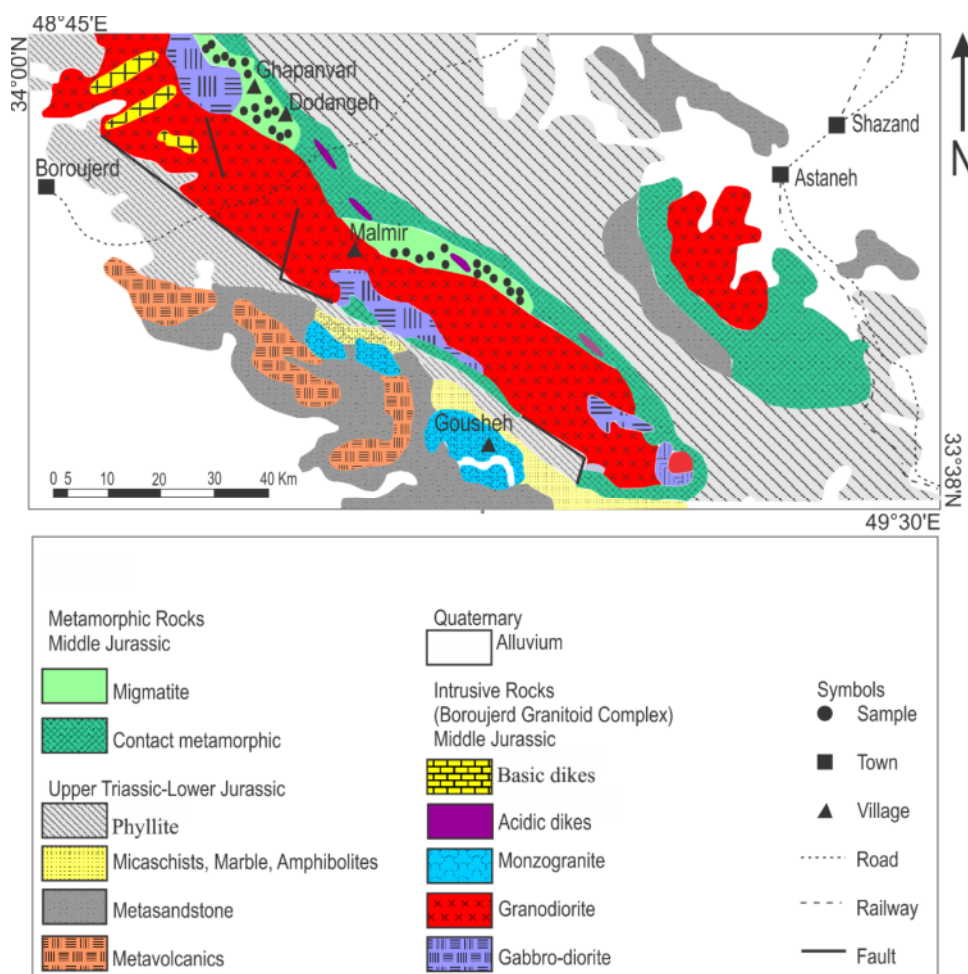 48°45'E
34°00'N
Ghapanvari
Dodangeh
Shazand
N
Boroujerd
Astaneh
Malmir
Gousheh
0 5 10 20 30 40 Km
33°38'N
49°30'E
Metamorphic Rocks
Middle Jurassic
Migmatite
Contact metamorphic
Upper Triassic-Lower Jurassic
Phyllite
Micaschists, Marble, Amphibolites
Metasandstone
Metavolcanics
Quaternary
Alluvium
Intrusive Rocks
(Boroujerd Granitoid Complex)
Middle Jurassic
Basic dikes
Acidic dikes
Monzogranite
Granodiorite
Gabbro-diorite
Symbols
Sample
Town
Village
Road
Railway
Fault